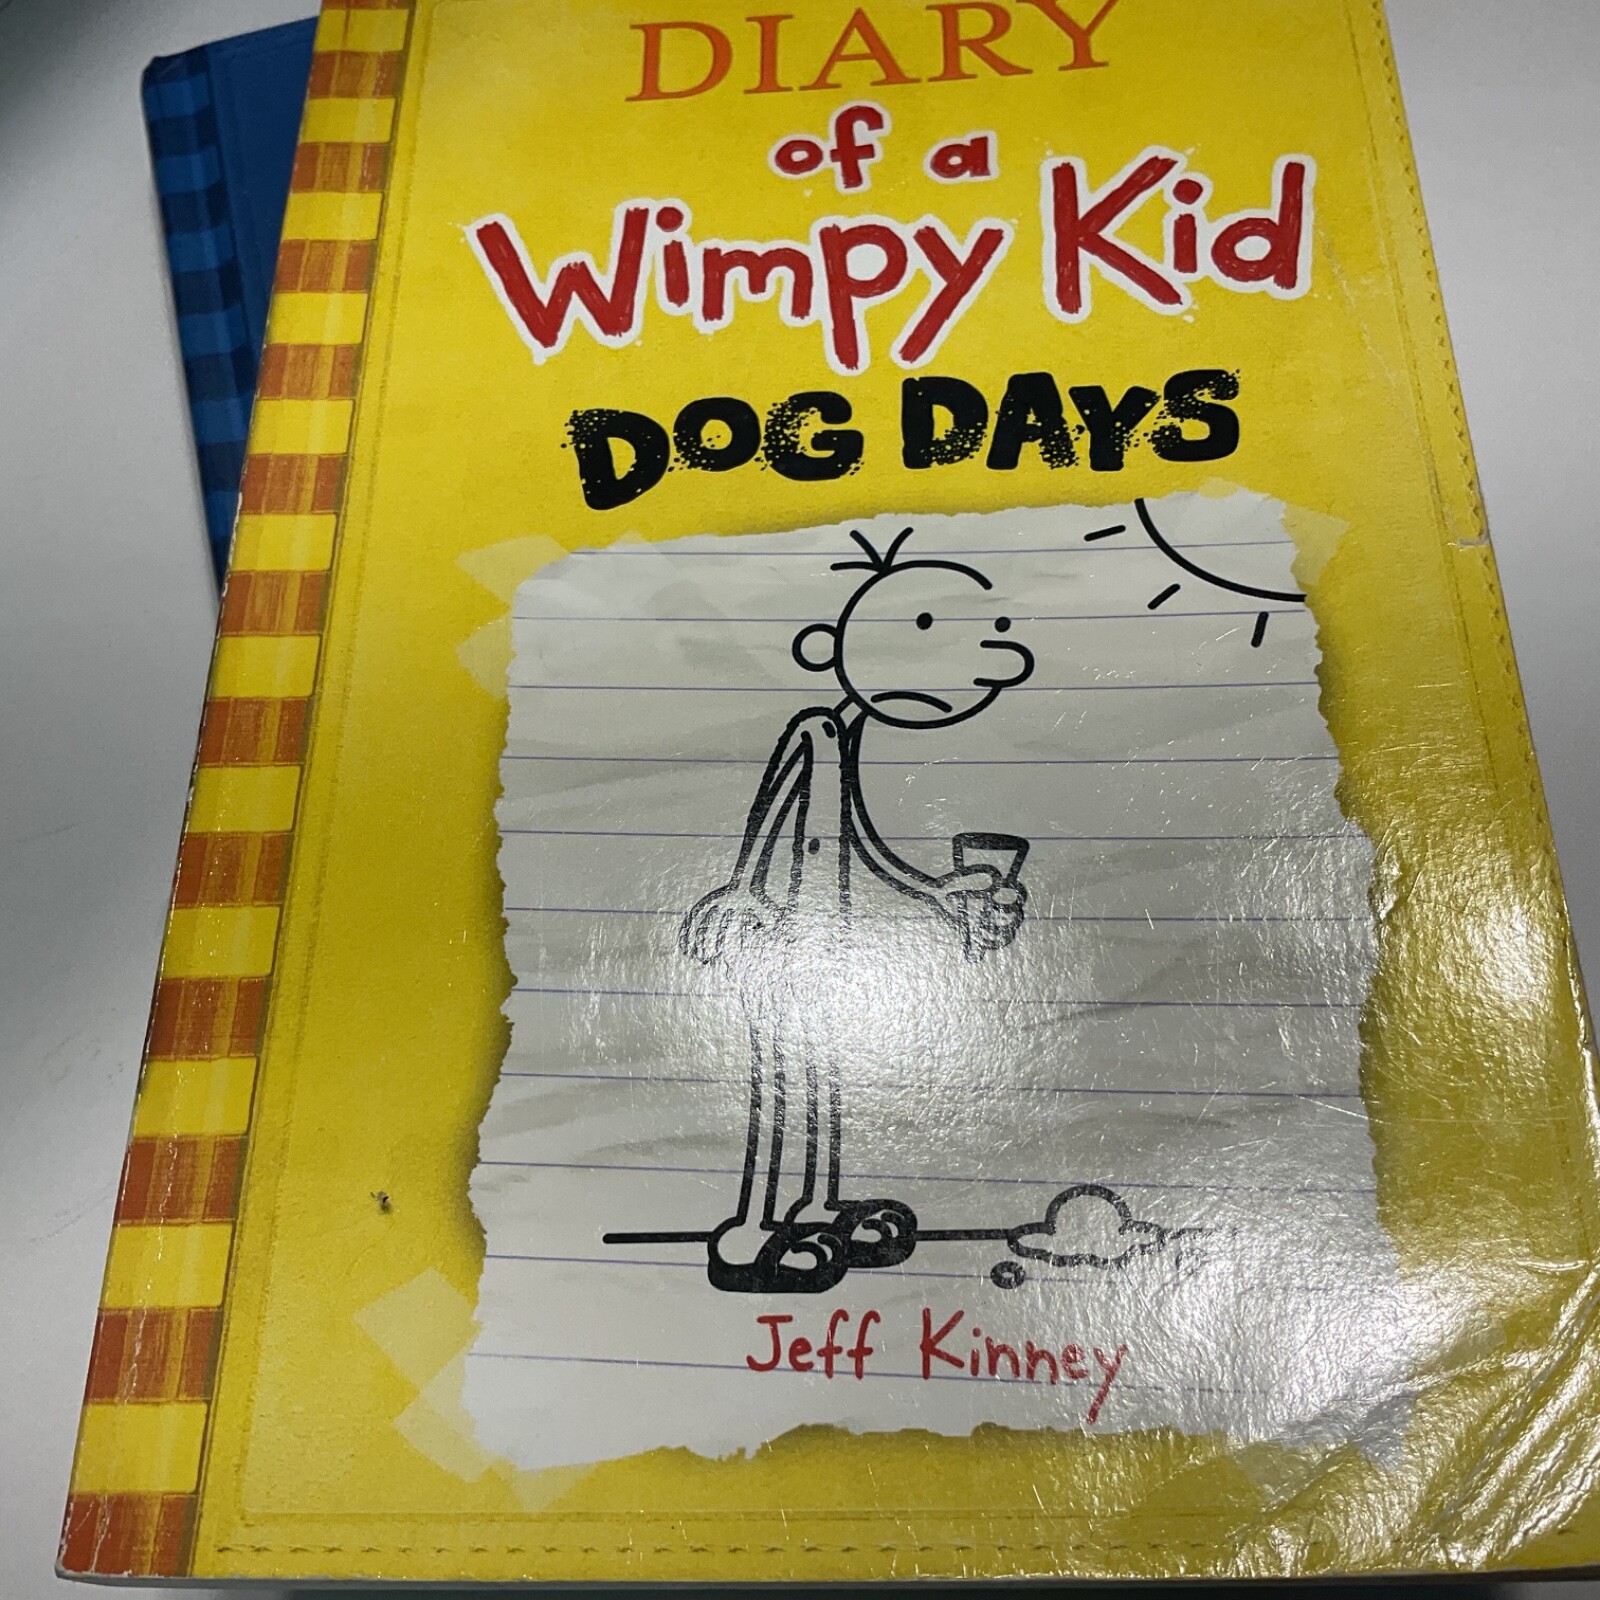 DIARY
of a
Wimpy Kid
DOG DAYS
Jeff Kinney